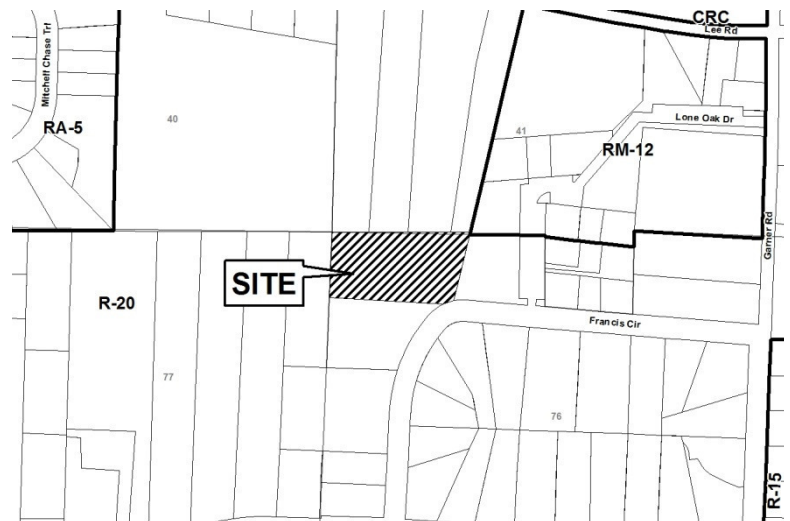 CRC
Lee Rd
Mitchell Chase Trl
40
Lone Oak Dr
RA-5
41
RM-12
Garner Rd
SITE
R-20
Francis Cir
77
76
R-15